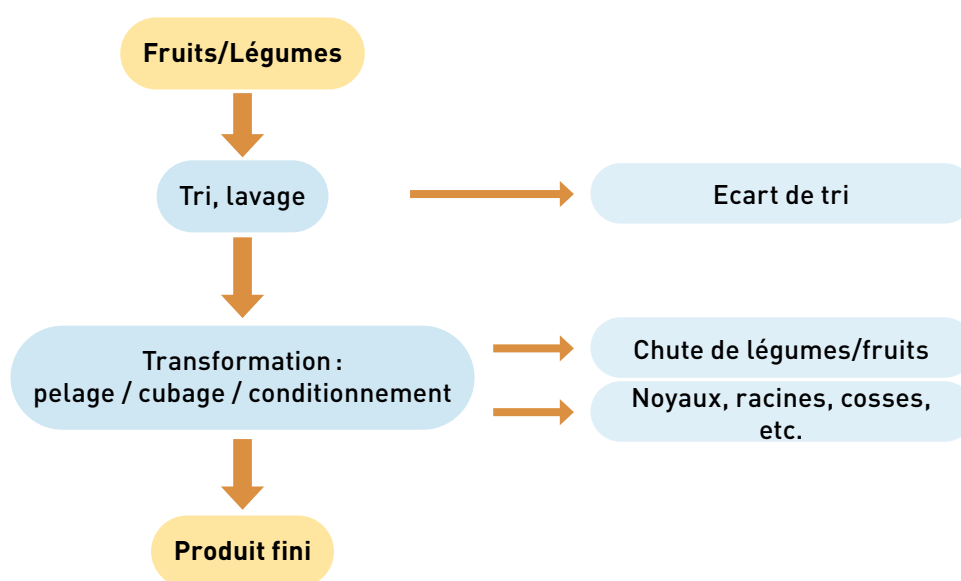 Fruits/Légumes
Tri, lavage
Ecart de tri
Transformation :
pelage / cubage / conditionnement
Chute de légumes/fruits
Noyaux, racines, cosses,
etc.
Produit fini